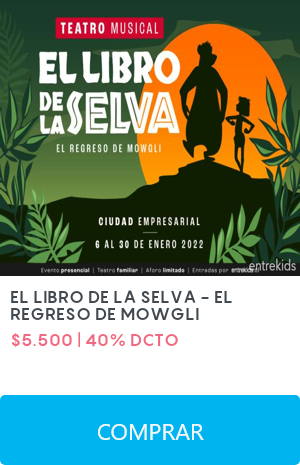 TEATRO MUSICAL
EL LIBRO
DE LA SELVA
EL REGRESO DE MOWGLI
CIUDAD EMPRESARIAL
6 AL 30 DE ENERO 2022
Evento presencial | Teatro familiar | Aforo limitado | Entradas por
entrekids
EL LIBRO DE LA SELVA - EL
REGRESO DE MOWGLI
$5.500 | 40% DCTO
COMPRAR